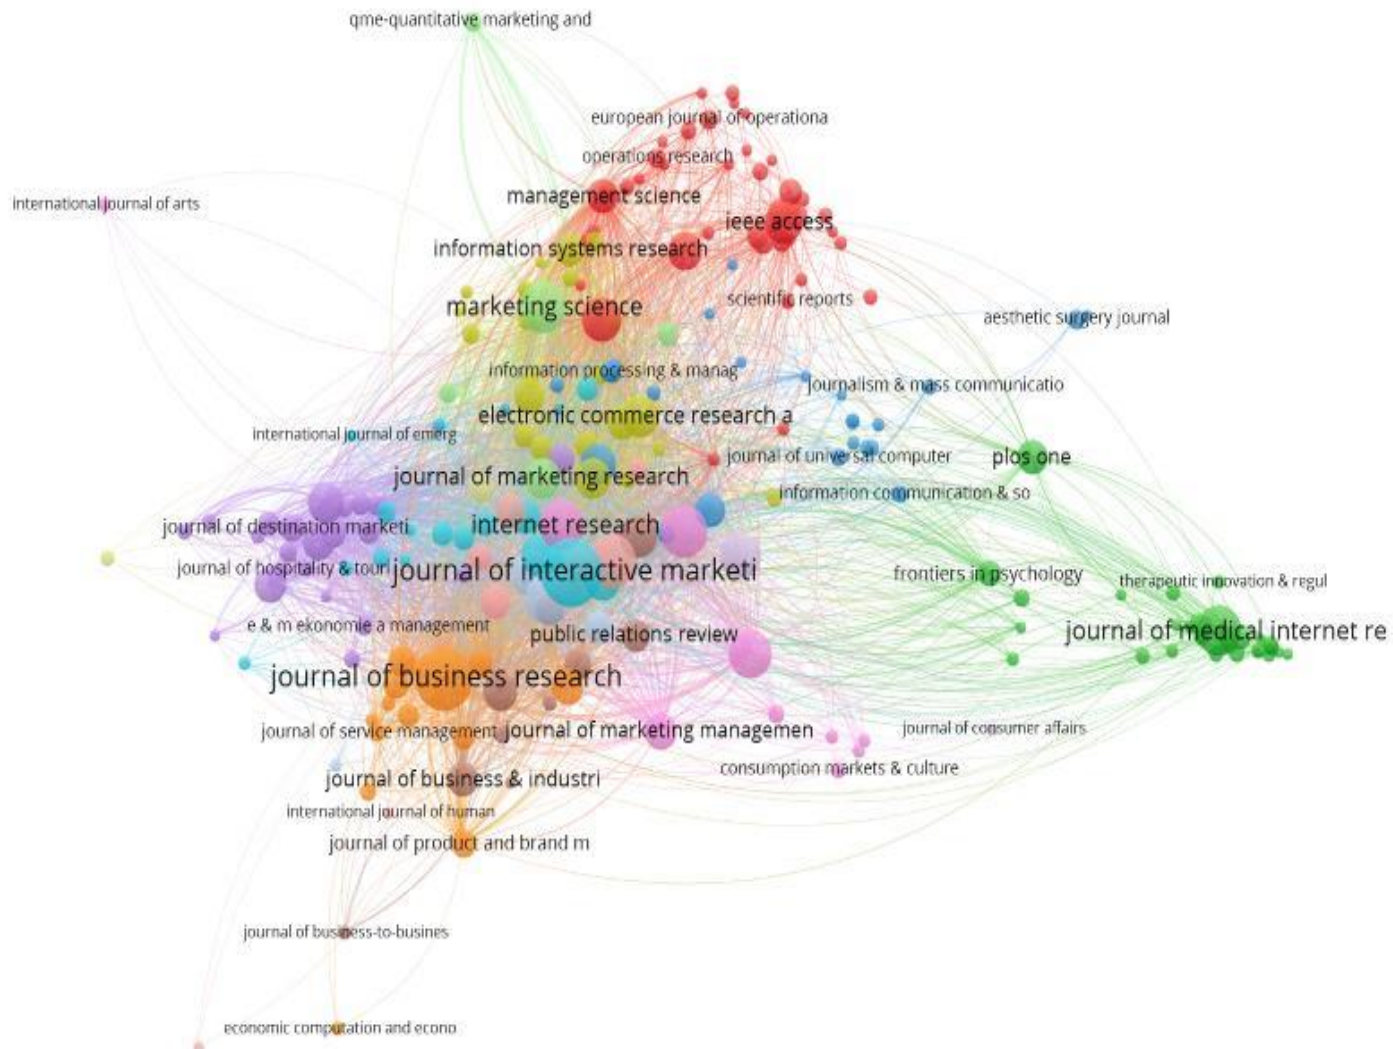 qme-quantitative marketing and
european journal of operationa
operations research
management science
international journal of arts
ieee access
information systems research
scientific reports
marketing science
aesthetic surgery journal
information processing & manag
journalism & mass communicatio
electronic commerce research a
international journal of emerg
journal of universal computer
plos one
journal of marketing research
information communication & so
internet research
journal of destination marketi
journal of hospitality & touri
journal of interactive marketi
frontiers in psychology
therapeutic innovation & regul
e & m ekonomie a management
public relations review
journal of medical internet re
journal of business research
journal of service management
journal of marketing managemen
journal of consumer affairs
consumption markets & culture
journal of business & industri
international journal of human
journal of product and brand m
journal of business-to-busines
economic computation and econo